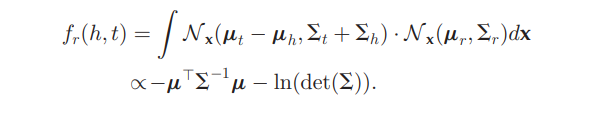 f_r(h, t) = ∫ 𝒩_𝐱(𝝁_t − 𝝁_h, Σ_t + Σ_h) · 𝒩_𝐱(𝝁_r, Σ_r)d𝐱
∝ −𝝁^⊤Σ^{−1}𝝁 − ln(det(Σ)).